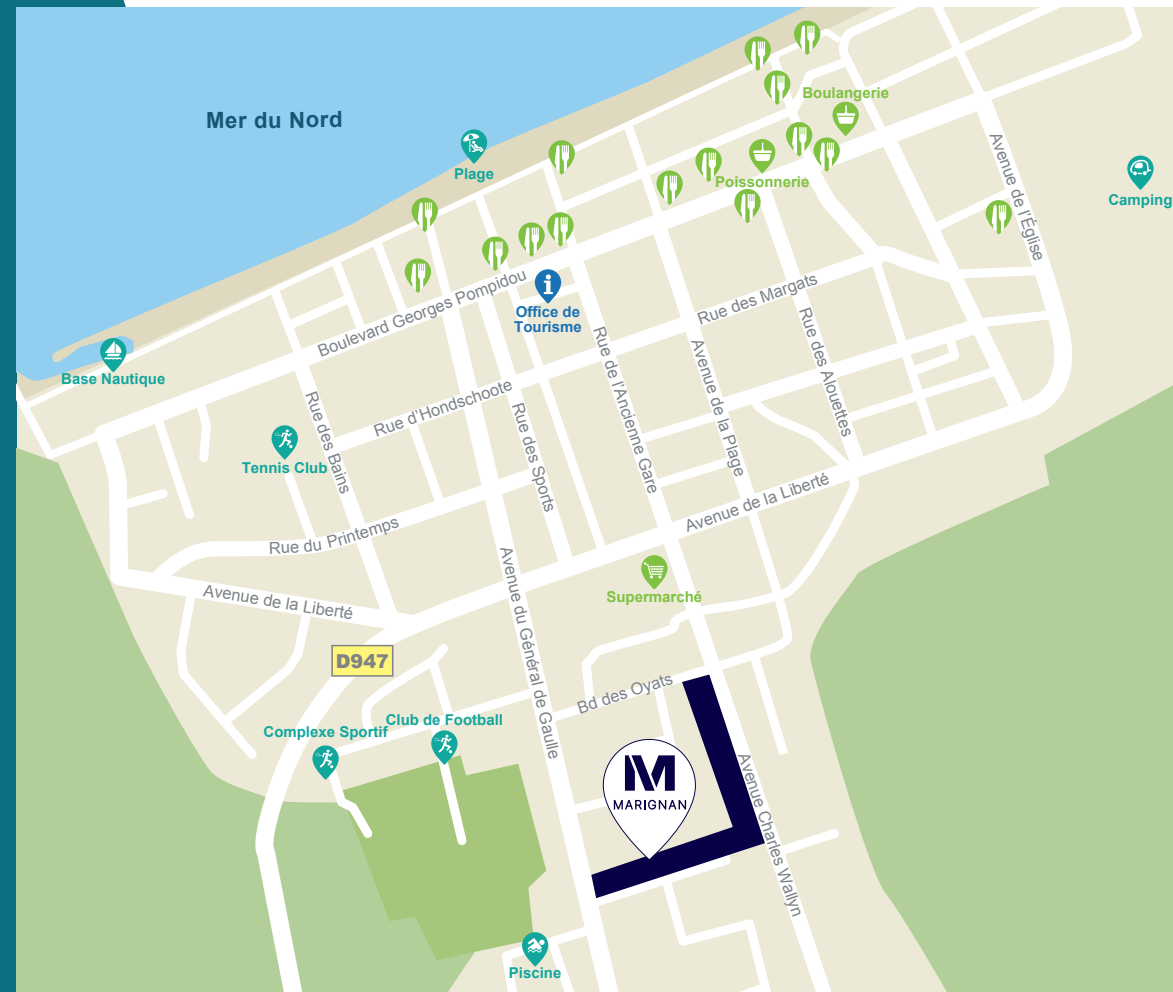 Mer du Nord
Boulangerie
Plage
Poissonnerie
Avenue de l'Église
Camping
Boulevard Georges Pompidou
Office de
Tourisme
Rue des Margats
Base Nautique
Rue d'Hondschoote
Rue des Bains
Rue des Sports
Rue de l'Ancienne Gare
Avenue de la Plage
Rue des Alouettes
Tennis Club
Rue du Printemps
Avenue de la Liberté
Avenue de la Liberté
Supermarché
Avenue du Général de Gaulle
D947
Bd des Oyats
Complexe Sportif
Club de Football
M
MARIGNAN
Avenue Charles Wallyn
Piscine